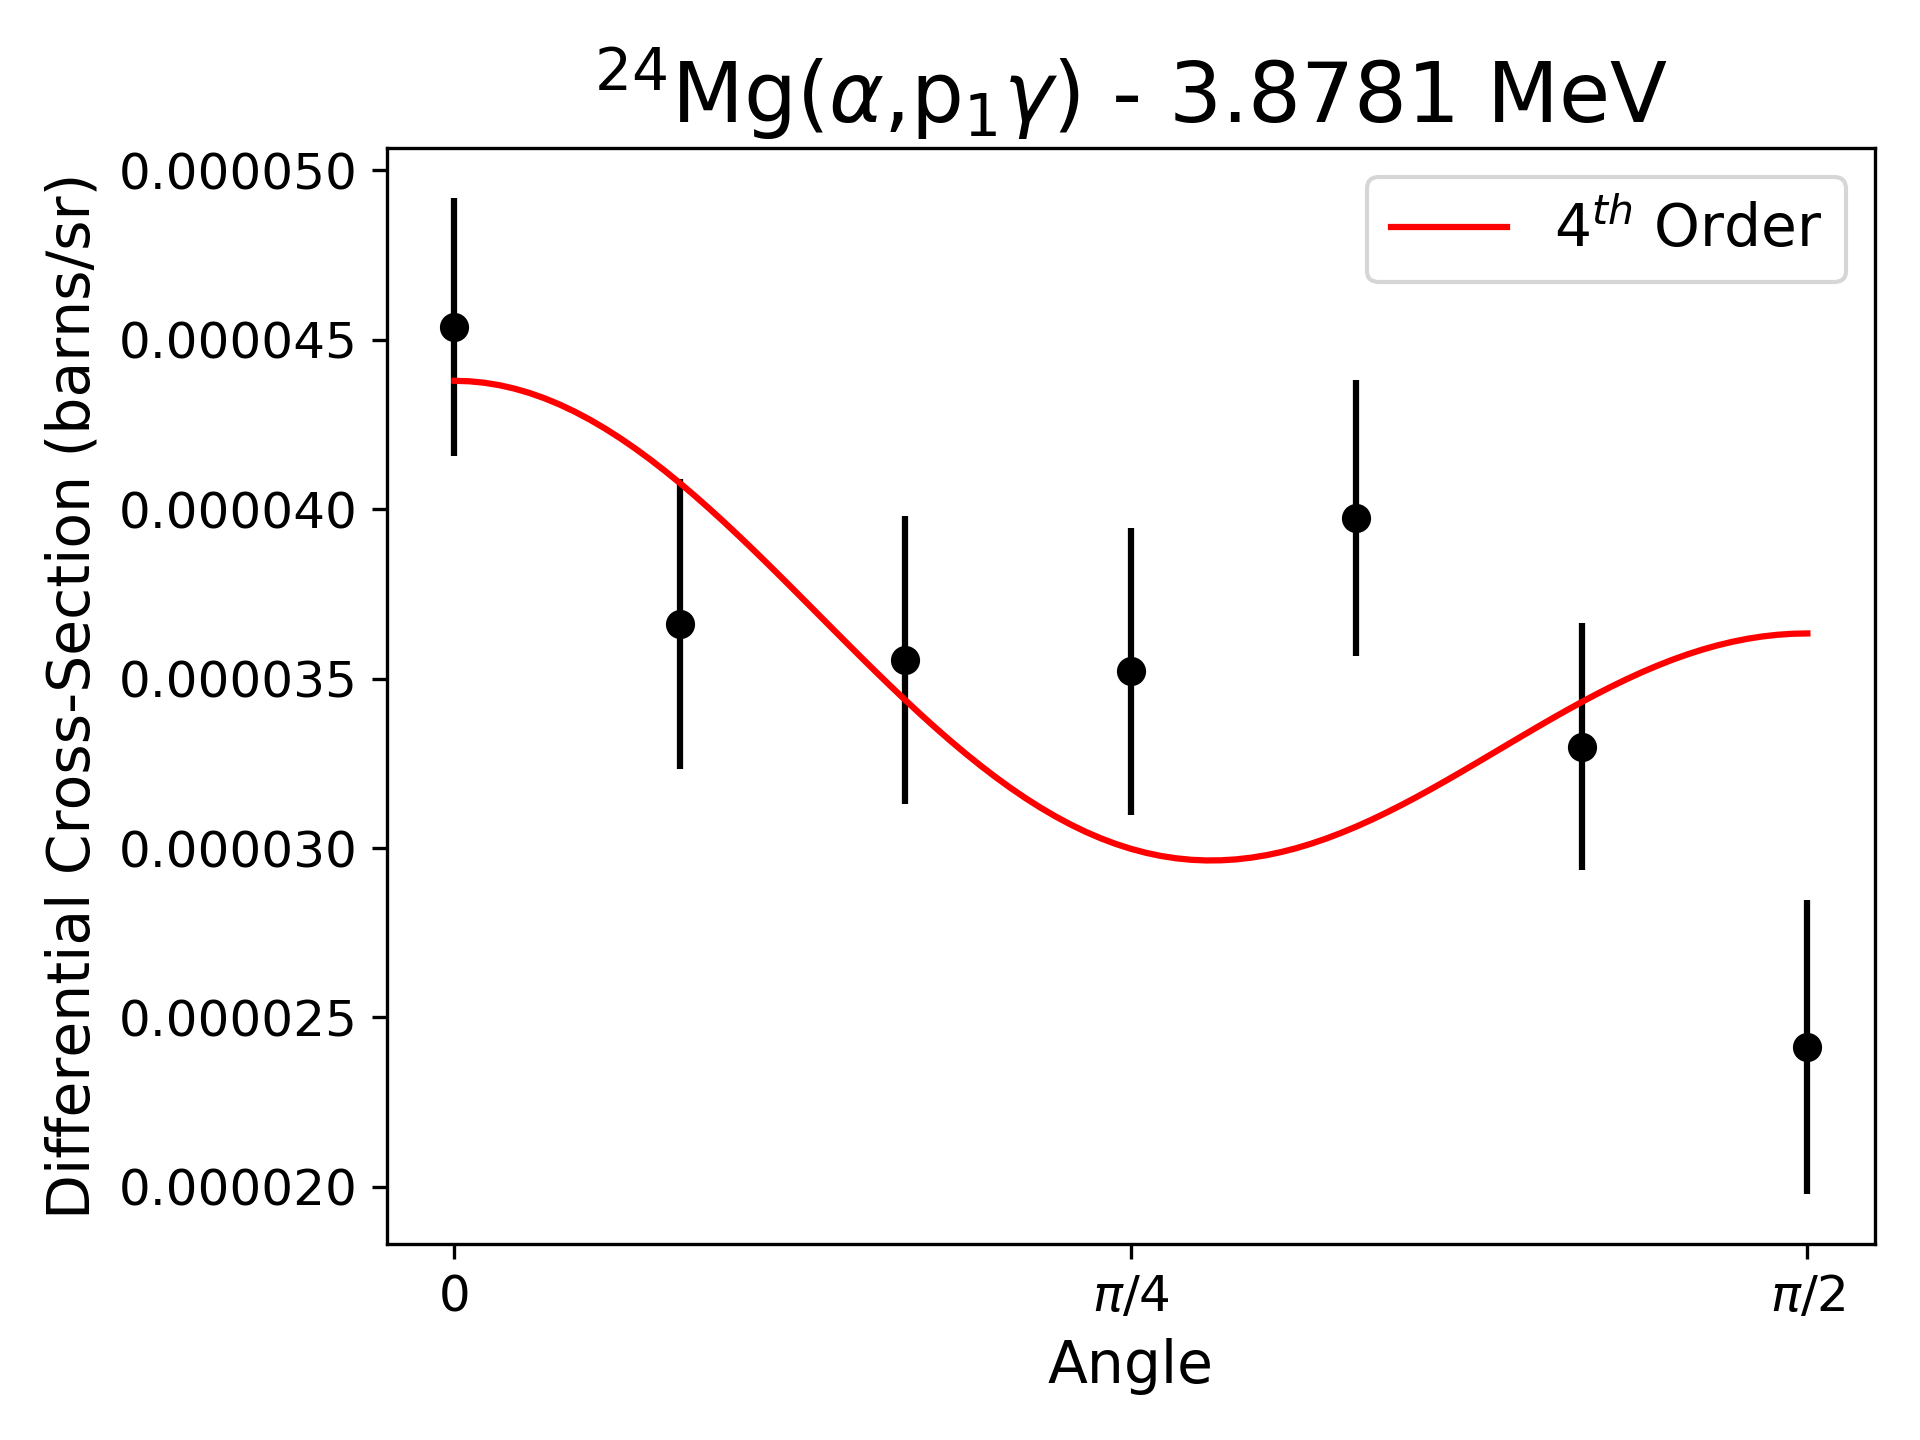 ²⁴Mg(α,p₁γ) - 3.8781 MeV
4ᵗʰ Order
Differential Cross-Section (barns/sr)
0.000050
0.000045
0.000040
0.000035
0.000030
0.000025
0.000020
0 π/4 π/2
Angle